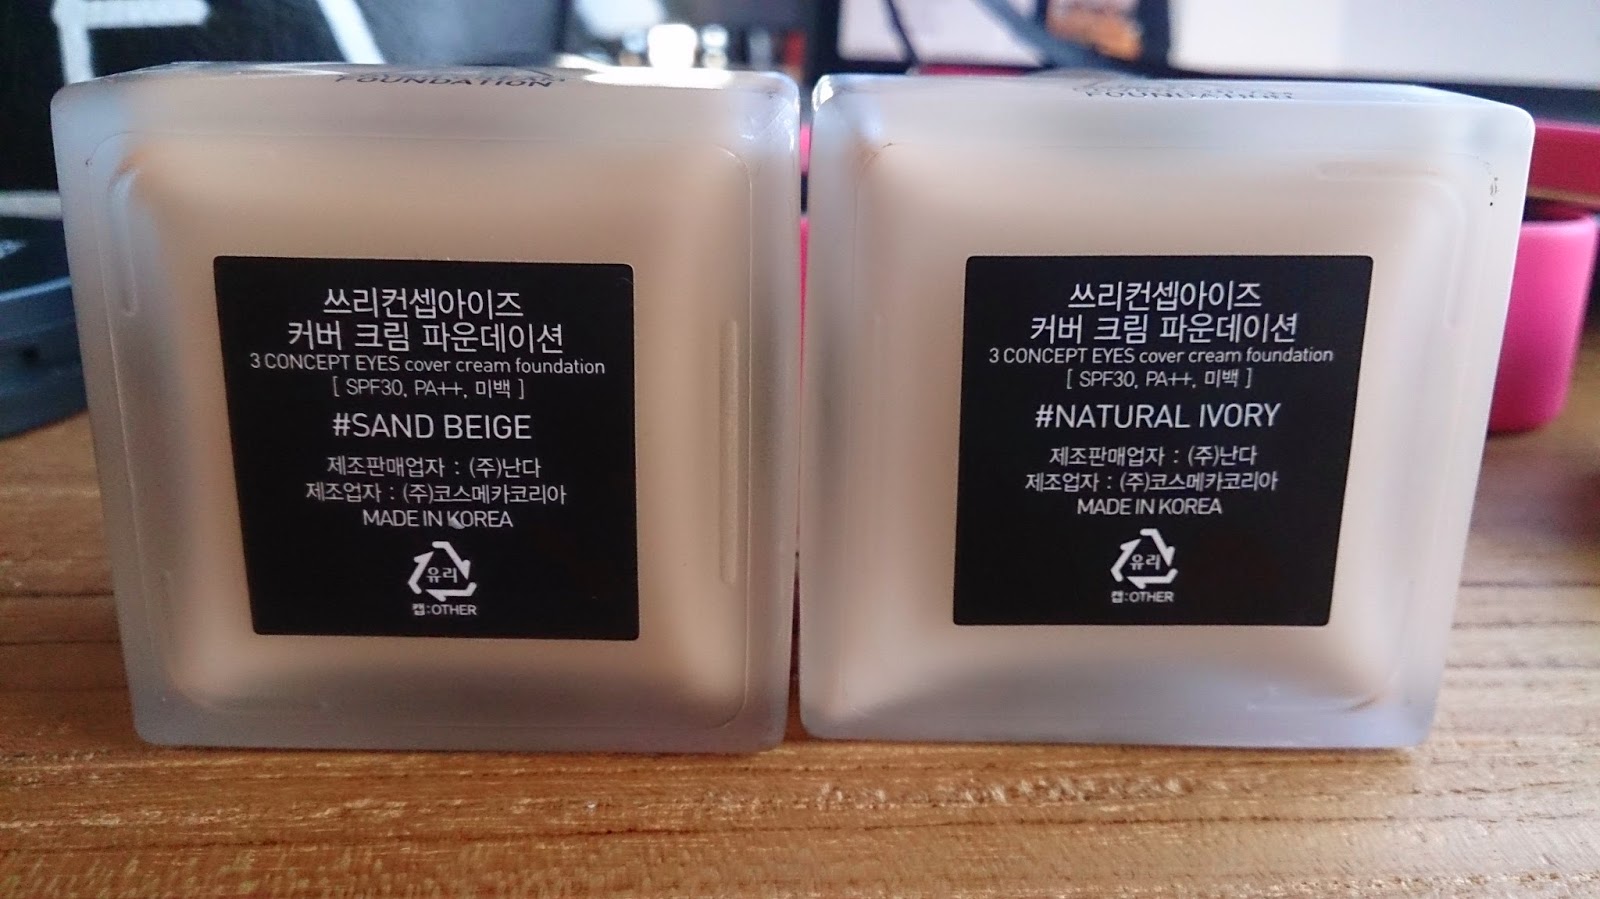 FOUNDATION
쓰리컨셉아이즈
커버 크림 파운데이션
3 CONCEPT EYES cover cream foundation
[ SPF30, PA++, 미백 ]
#SAND BEIGE
제조판매업자 : (주)난다
제조업자 : (주)코스메카코리아
MADE IN KOREA
유리
캡:OTHER
FOUNDATION
쓰리컨셉아이즈
커버 크림 파운데이션
3 CONCEPT EYES cover cream foundation
[ SPF30, PA++, 미백 ]
#NATURAL IVORY
제조판매업자 : (주)난다
제조업자 : (주)코스메카코리아
MADE IN KOREA
유리
캡:OTHER